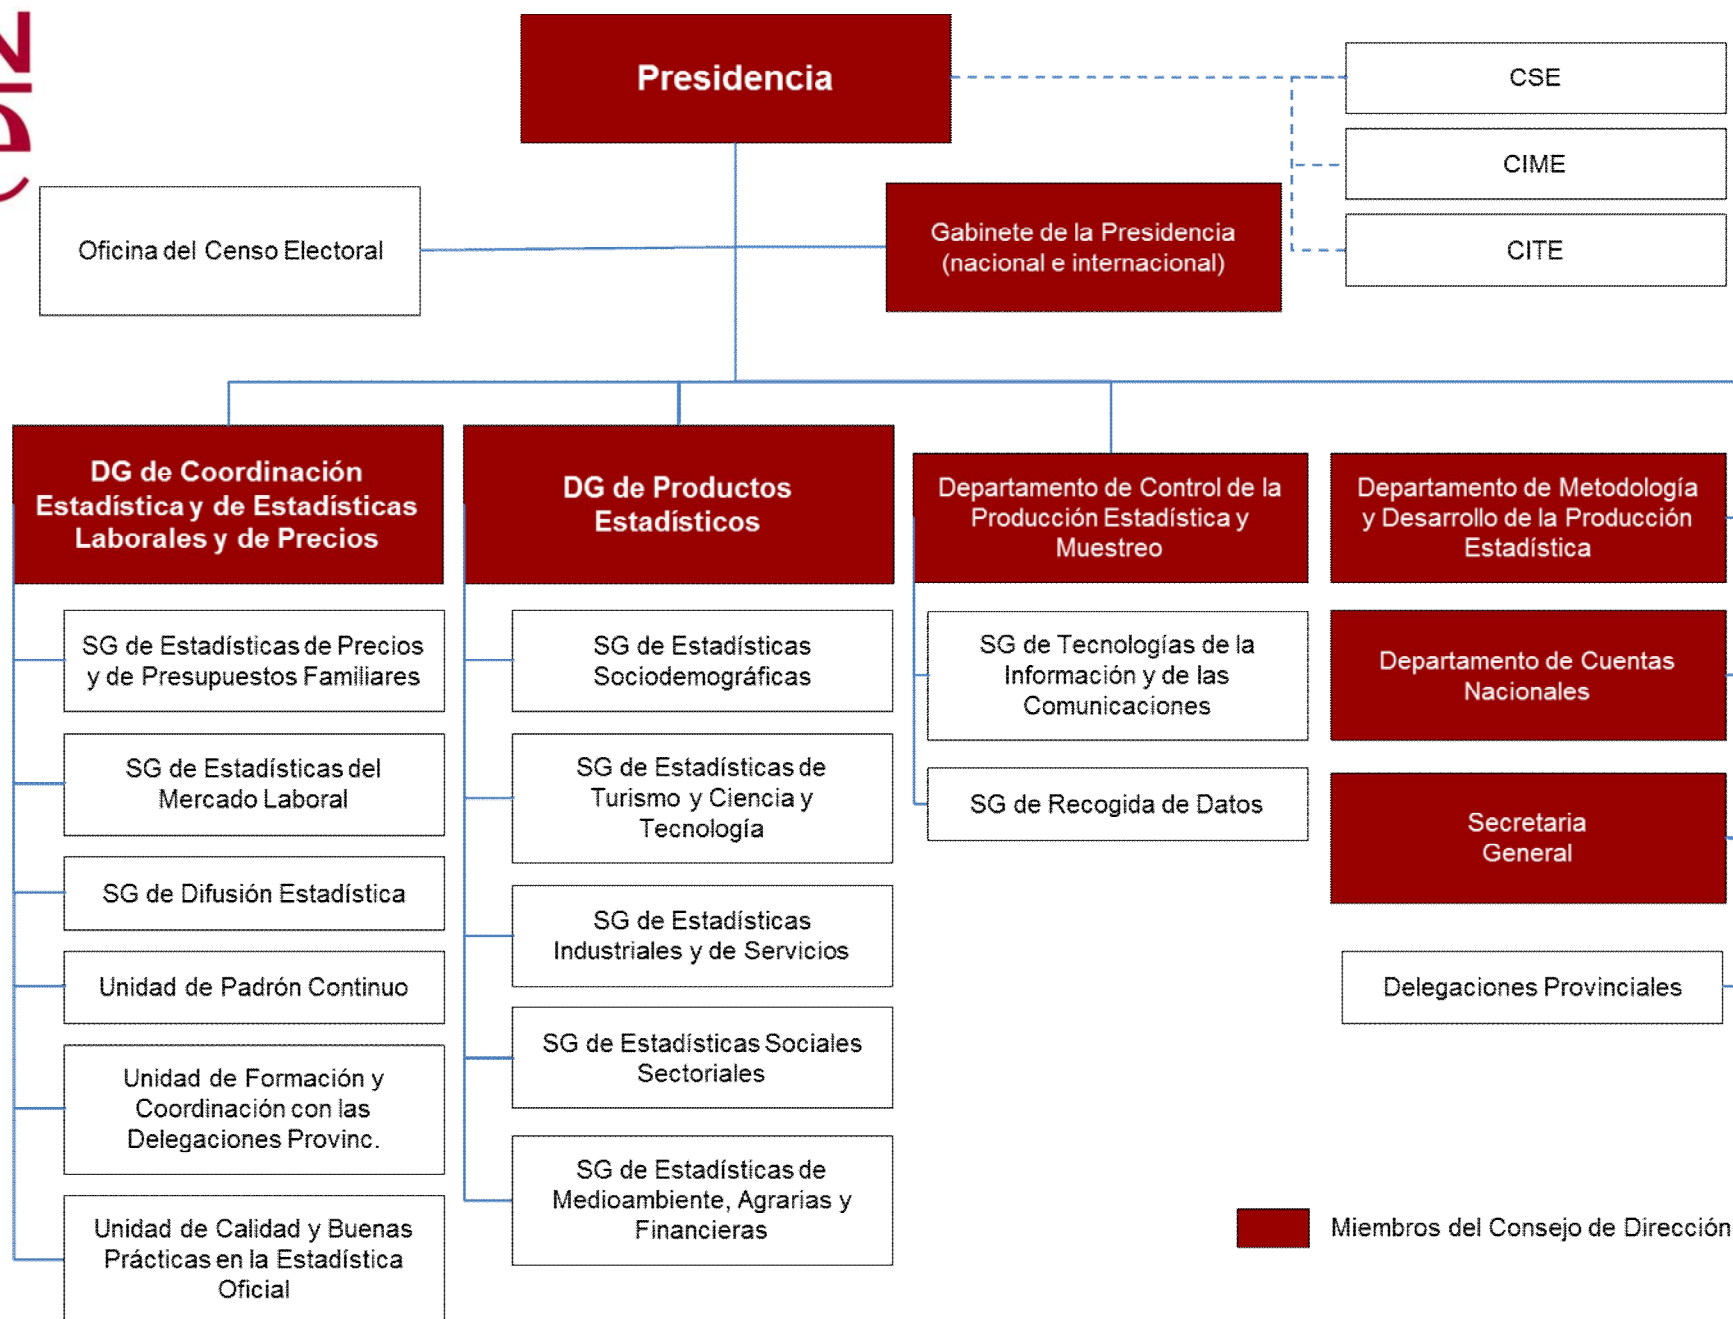 Presidencia
CSE
CIME
CITE
Oficina del Censo Electoral
Gabinete de la Presidencia
(nacional e internacional)
DG de Coordinación
Estadística y de Estadísticas
Laborales y de Precios
SG de Estadísticas de Precios
y de Presupuestos Familiares
SG de Estadísticas del
Mercado Laboral
SG de Difusión Estadística
Unidad de Padrón Continuo
Unidad de Formación y
Coordinación con las
Delegaciones Provinc.
Unidad de Calidad y Buenas
Prácticas en la Estadística
Oficial
DG de Productos
Estadísticos
SG de Estadísticas
Sociodemográficas
SG de Estadísticas de
Turismo y Ciencia y
Tecnología
SG de Estadísticas
Industriales y de Servicios
SG de Estadísticas Sociales
Sectoriales
SG de Estadísticas de
Medioambiente, Agrarias y
Financieras
Departamento de Control de la
Producción Estadística y
Muestreo
SG de Tecnologías de la
Información y de las
Comunicaciones
SG de Recogida de Datos
Departamento de Metodología
y Desarrollo de la Producción
Estadística
Departamento de Cuentas
Nacionales
Secretaria
General
Delegaciones Provinciales
Miembros del Consejo de Dirección